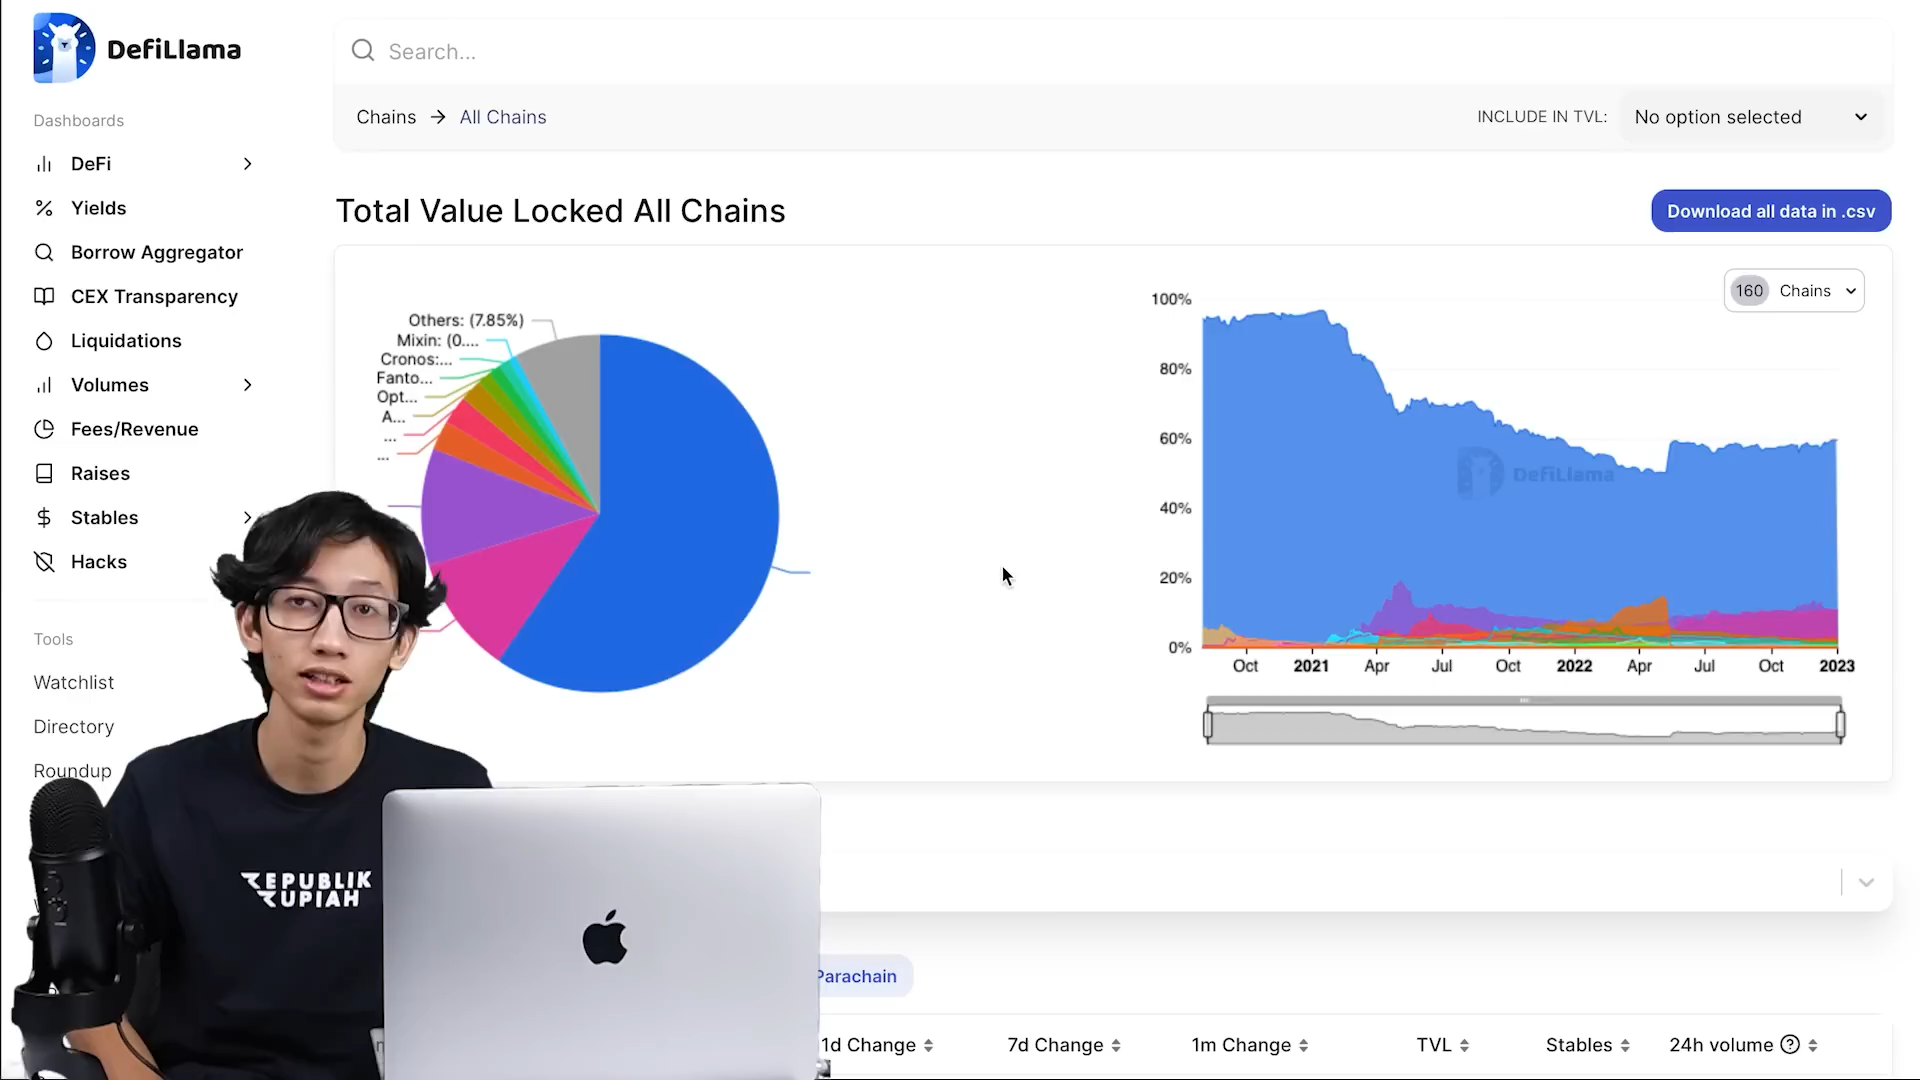 DefiLlama
Search...
Chains → All Chains
INCLUDE IN TVL:
No option selected
Dashboards
DeFi
Yields
Borrow Aggregator
CEX Transparency
Liquidations
Volumes
Fees/Revenue
Raises
Stables
Hacks
Tools
Watchlist
Directory
Roundup
Total Value Locked All Chains
Download all data in .csv
Others: (7.85%)
Mixin: (0....
Cronos:...
Fanto...
Opt...
A...
...
...
160 Chains
100%
80%
60%
40%
20%
0%
DefiLlama
Oct 2021 Apr Jul Oct 2022 Apr Jul Oct 2023
REPUBLIK
RUPIAH
Parachain
1d Change 7d Change 1m Change TVL Stables 24h volume